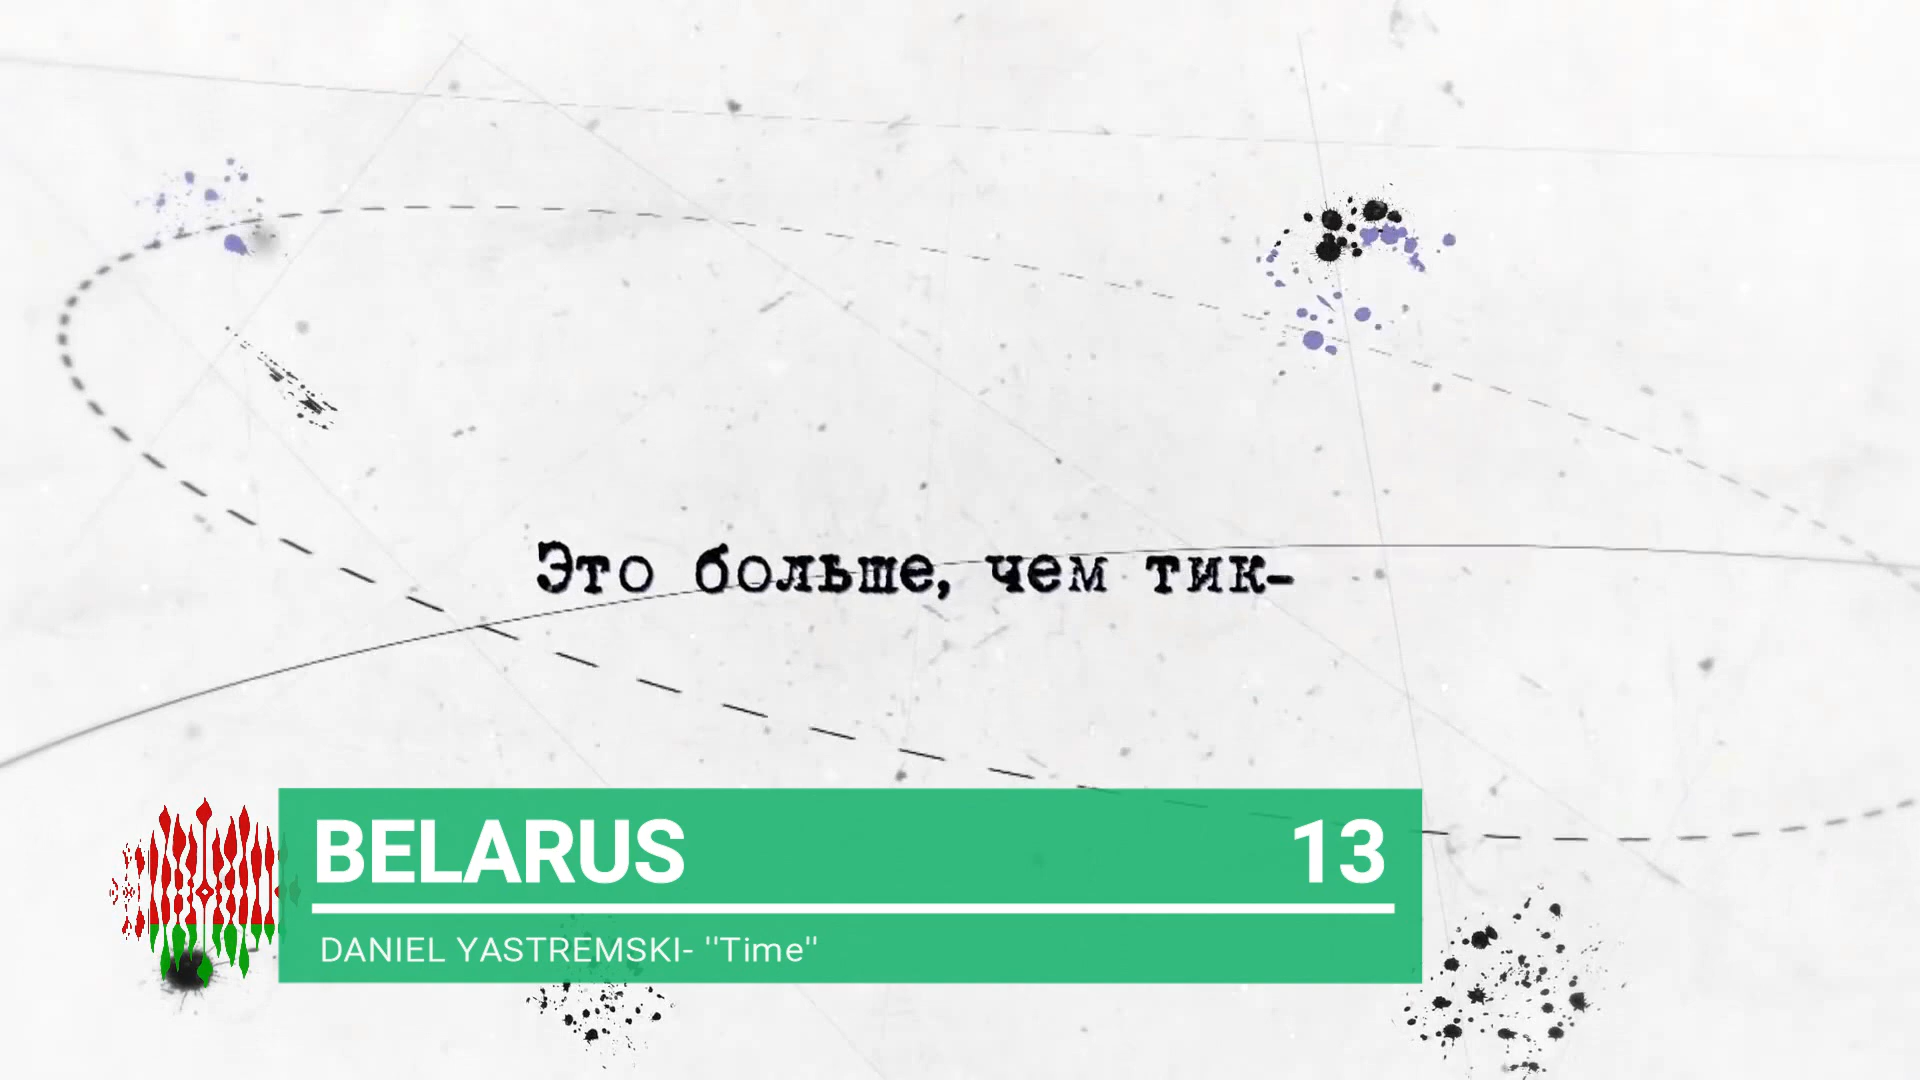 Это больше, чем тик-
BELARUS 13
DANIEL YASTREMSKI- "Time"